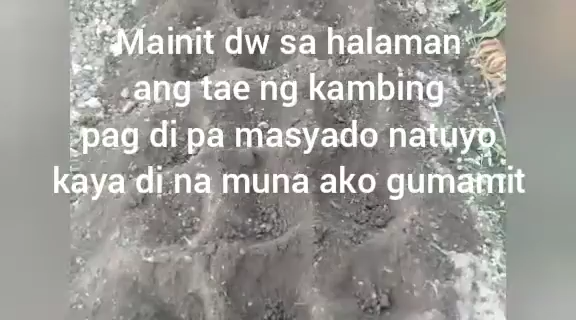 Mainit dw sa halaman
ang tae ng kambing
pag di pa masyado natuyo
kaya di na muna ako gumamit